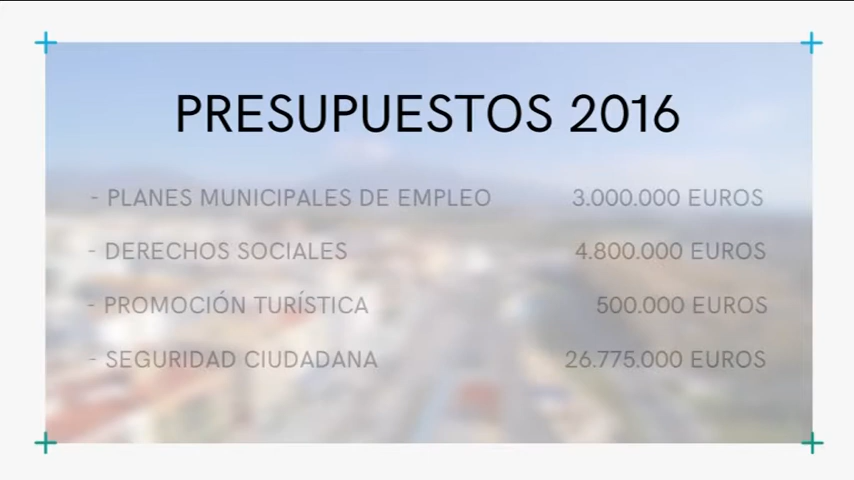 PRESUPUESTOS 2016
- PLANES MUNICIPALES DE EMPLEO 3.000.000 EUROS
- DERECHOS SOCIALES 4.800.000 EUROS
- PROMOCIÓN TURÍSTICA 500.000 EUROS
- SEGURIDAD CIUDADANA 26.775.000 EUROS